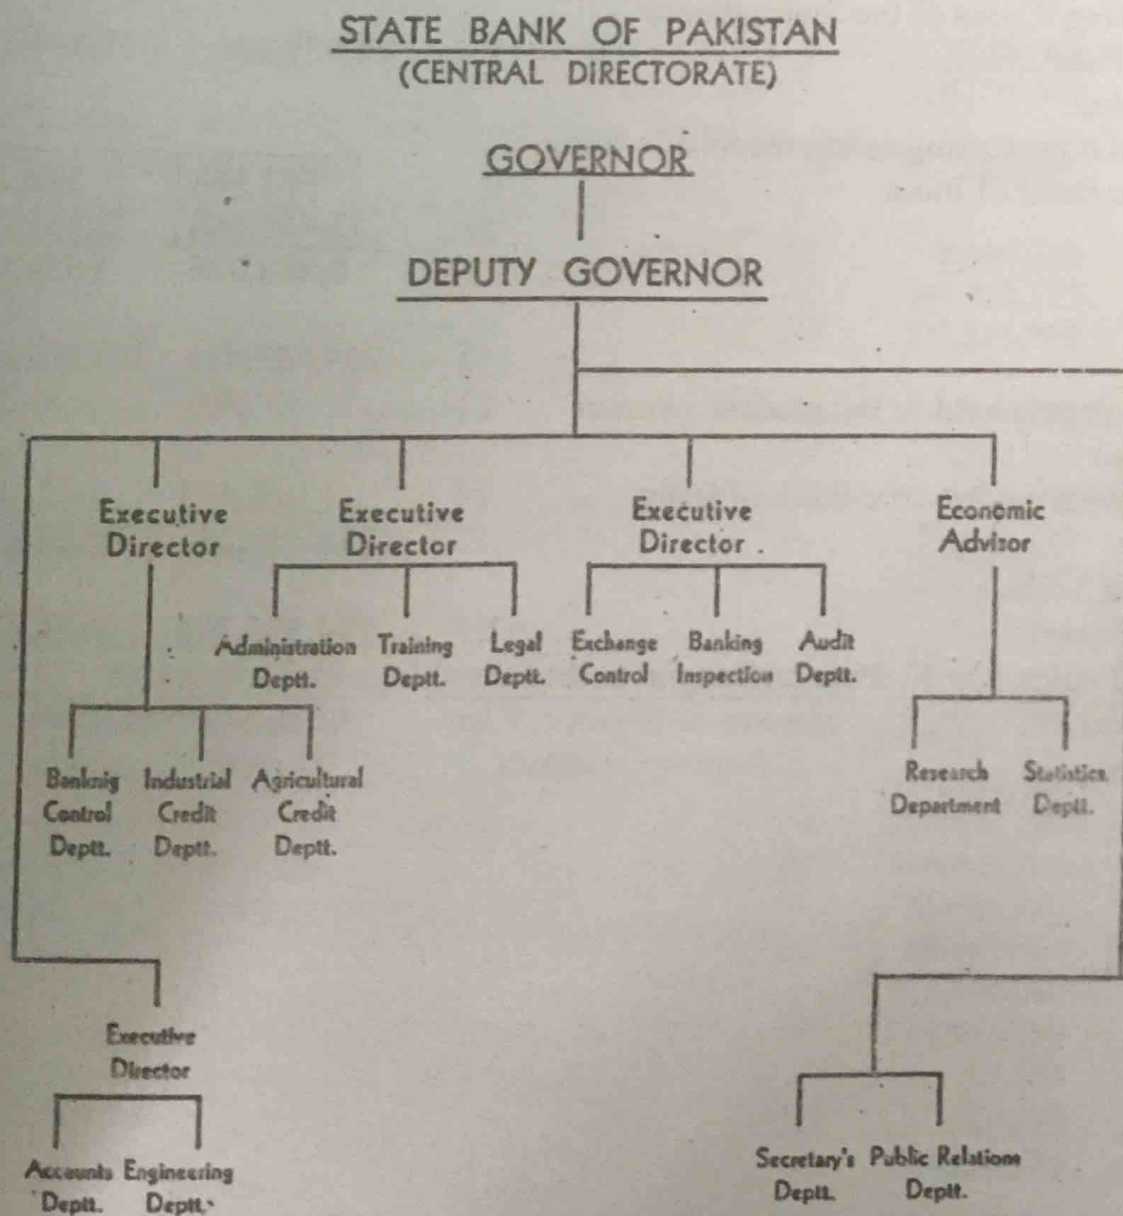 STATE BANK OF PAKISTAN
(CENTRAL DIRECTORATE)
GOVERNOR
DEPUTY GOVERNOR
Executive Director
Executive Director
Executive Director .
Economic Advisor
Administration Deptt.
Training Deptt.
Legal Deptt.
Exchange Control
Banking Inspection
Audit Deptt.
Banknig Control Deptt.
Industrial Credit Deptt.
Agricultural Credit Deptt.
Research Department
Statistics Deptt.
Executive Director
Accounts Deptt.
Engineering Deptt.
Secretary's Deptt.
Public Relations Deptt.